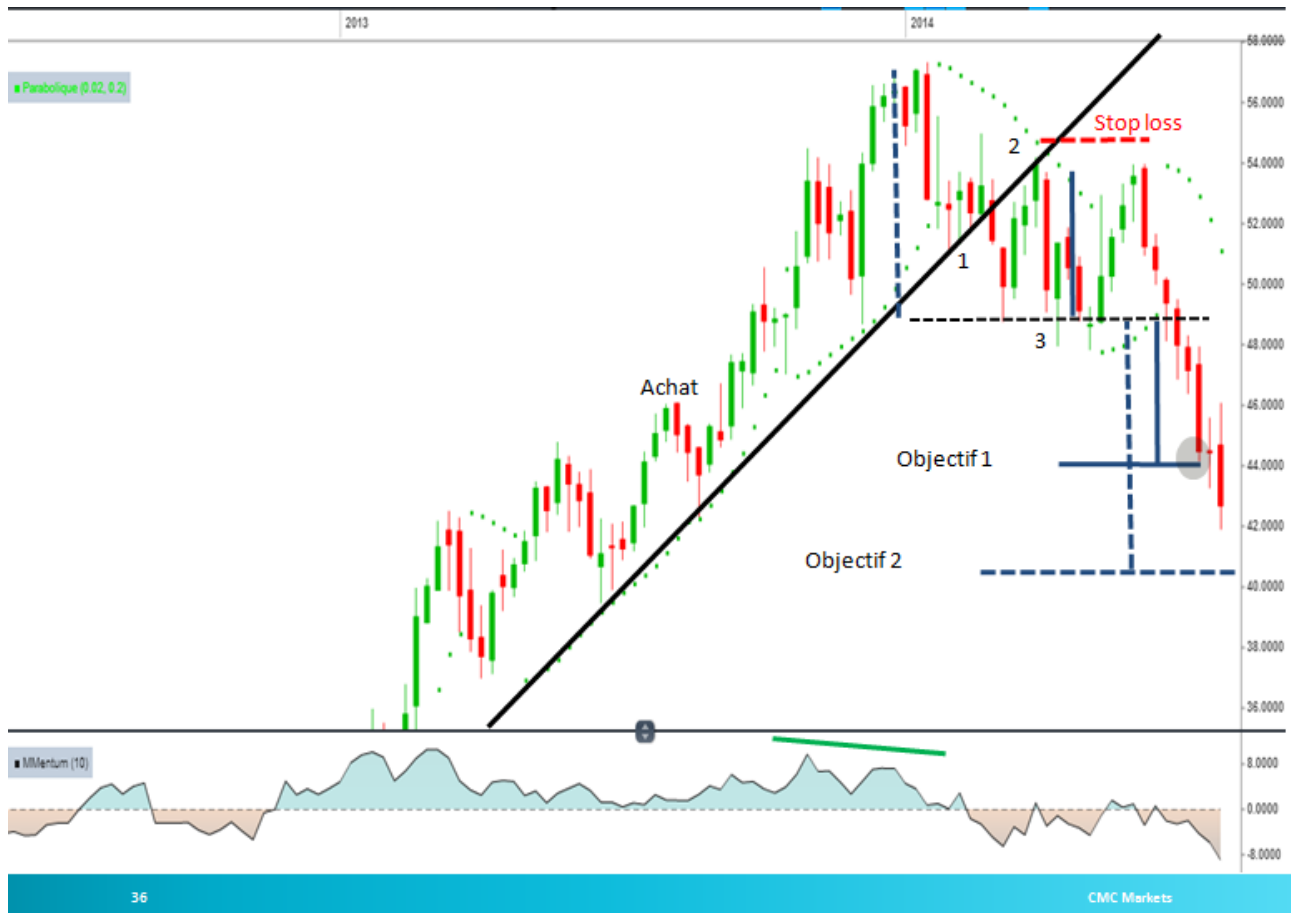 2013 2014
58.0000
■ Parabolique (0.02, 0.2)
56.0000
Stop loss
2
54.0000
52.0000
1
50.0000
3
48.0000
Achat
46.0000
Objectif 1
44.0000
42.0000
Objectif 2
40.0000
38.0000
36.0000
■ MMentum (10)
8.0000
0.0000
-8.0000
36 CMC Markets